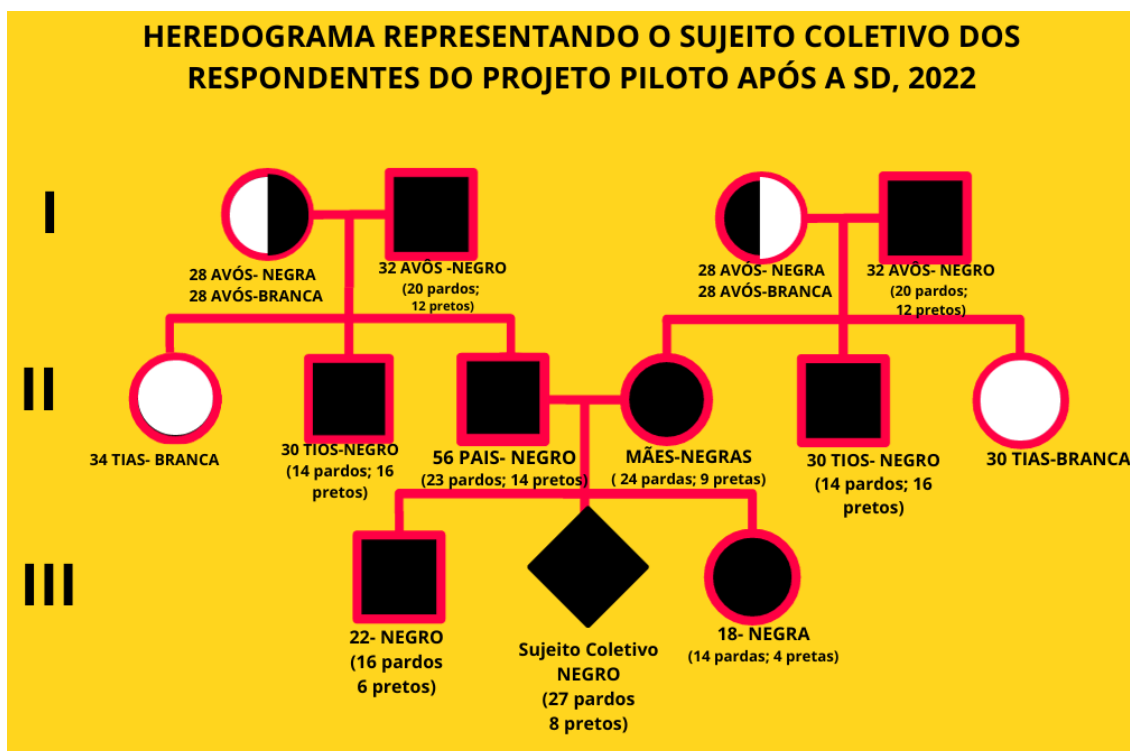 HEREDOGRAMA REPRESENTANDO O SUJEITO COLETIVO DOS
RESPONDENTES DO PROJETO PILOTO APÓS A SD, 2022
I
28 AVÓS- NEGRA
28 AVÓS-BRANCA
32 AVÔS -NEGRO
(20 pardos;
12 pretos)
28 AVÓS- NEGRA
28 AVÓS-BRANCA
32 AVÔS- NEGRO
(20 pardos;
12 pretos)
II
34 TIAS- BRANCA
30 TIOS-NEGRO
(14 pardos; 16
pretos)
56 PAIS- NEGRO
(23 pardos; 14 pretos)
MÃES-NEGRAS
( 24 pardas; 9 pretas)
30 TIOS- NEGRO
(14 pardos; 16
pretos)
30 TIAS-BRANCA
III
22- NEGRO
(16 pardos
6 pretos)
Sujeito Coletivo
NEGRO
(27 pardos
8 pretos)
18- NEGRA
(14 pardas; 4 pretas)